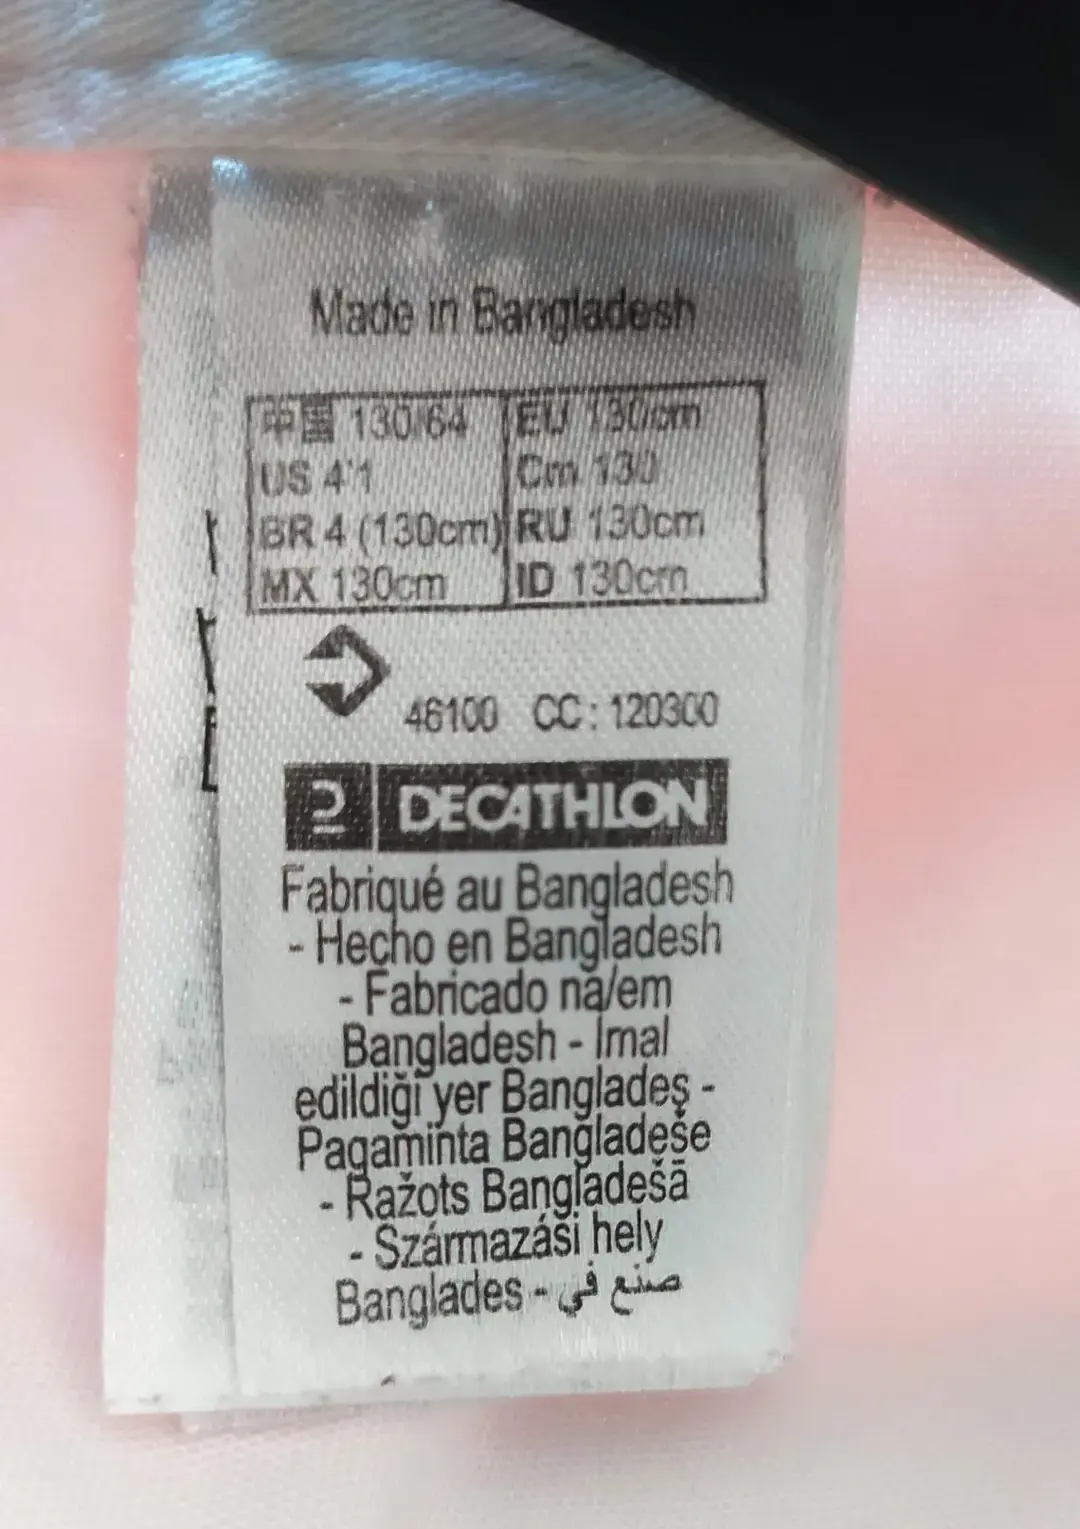 Made in Bangladesh
中国 130/64 EU 130/cm
US 4'1 Cm 130
BR 4 (130cm) RU 130cm
MX 130cm ID 130cm
46100 CC: 120300
DECATHLON
Fabriqué au Bangladesh
- Hecho en Bangladesh
- Fabricado na/em
Bangladesh - İmal
edildiği yer Bangladeş -
Pagaminta Bangladeše
- Ražots Bangladešā
- Származási hely
Banglades - صنع في